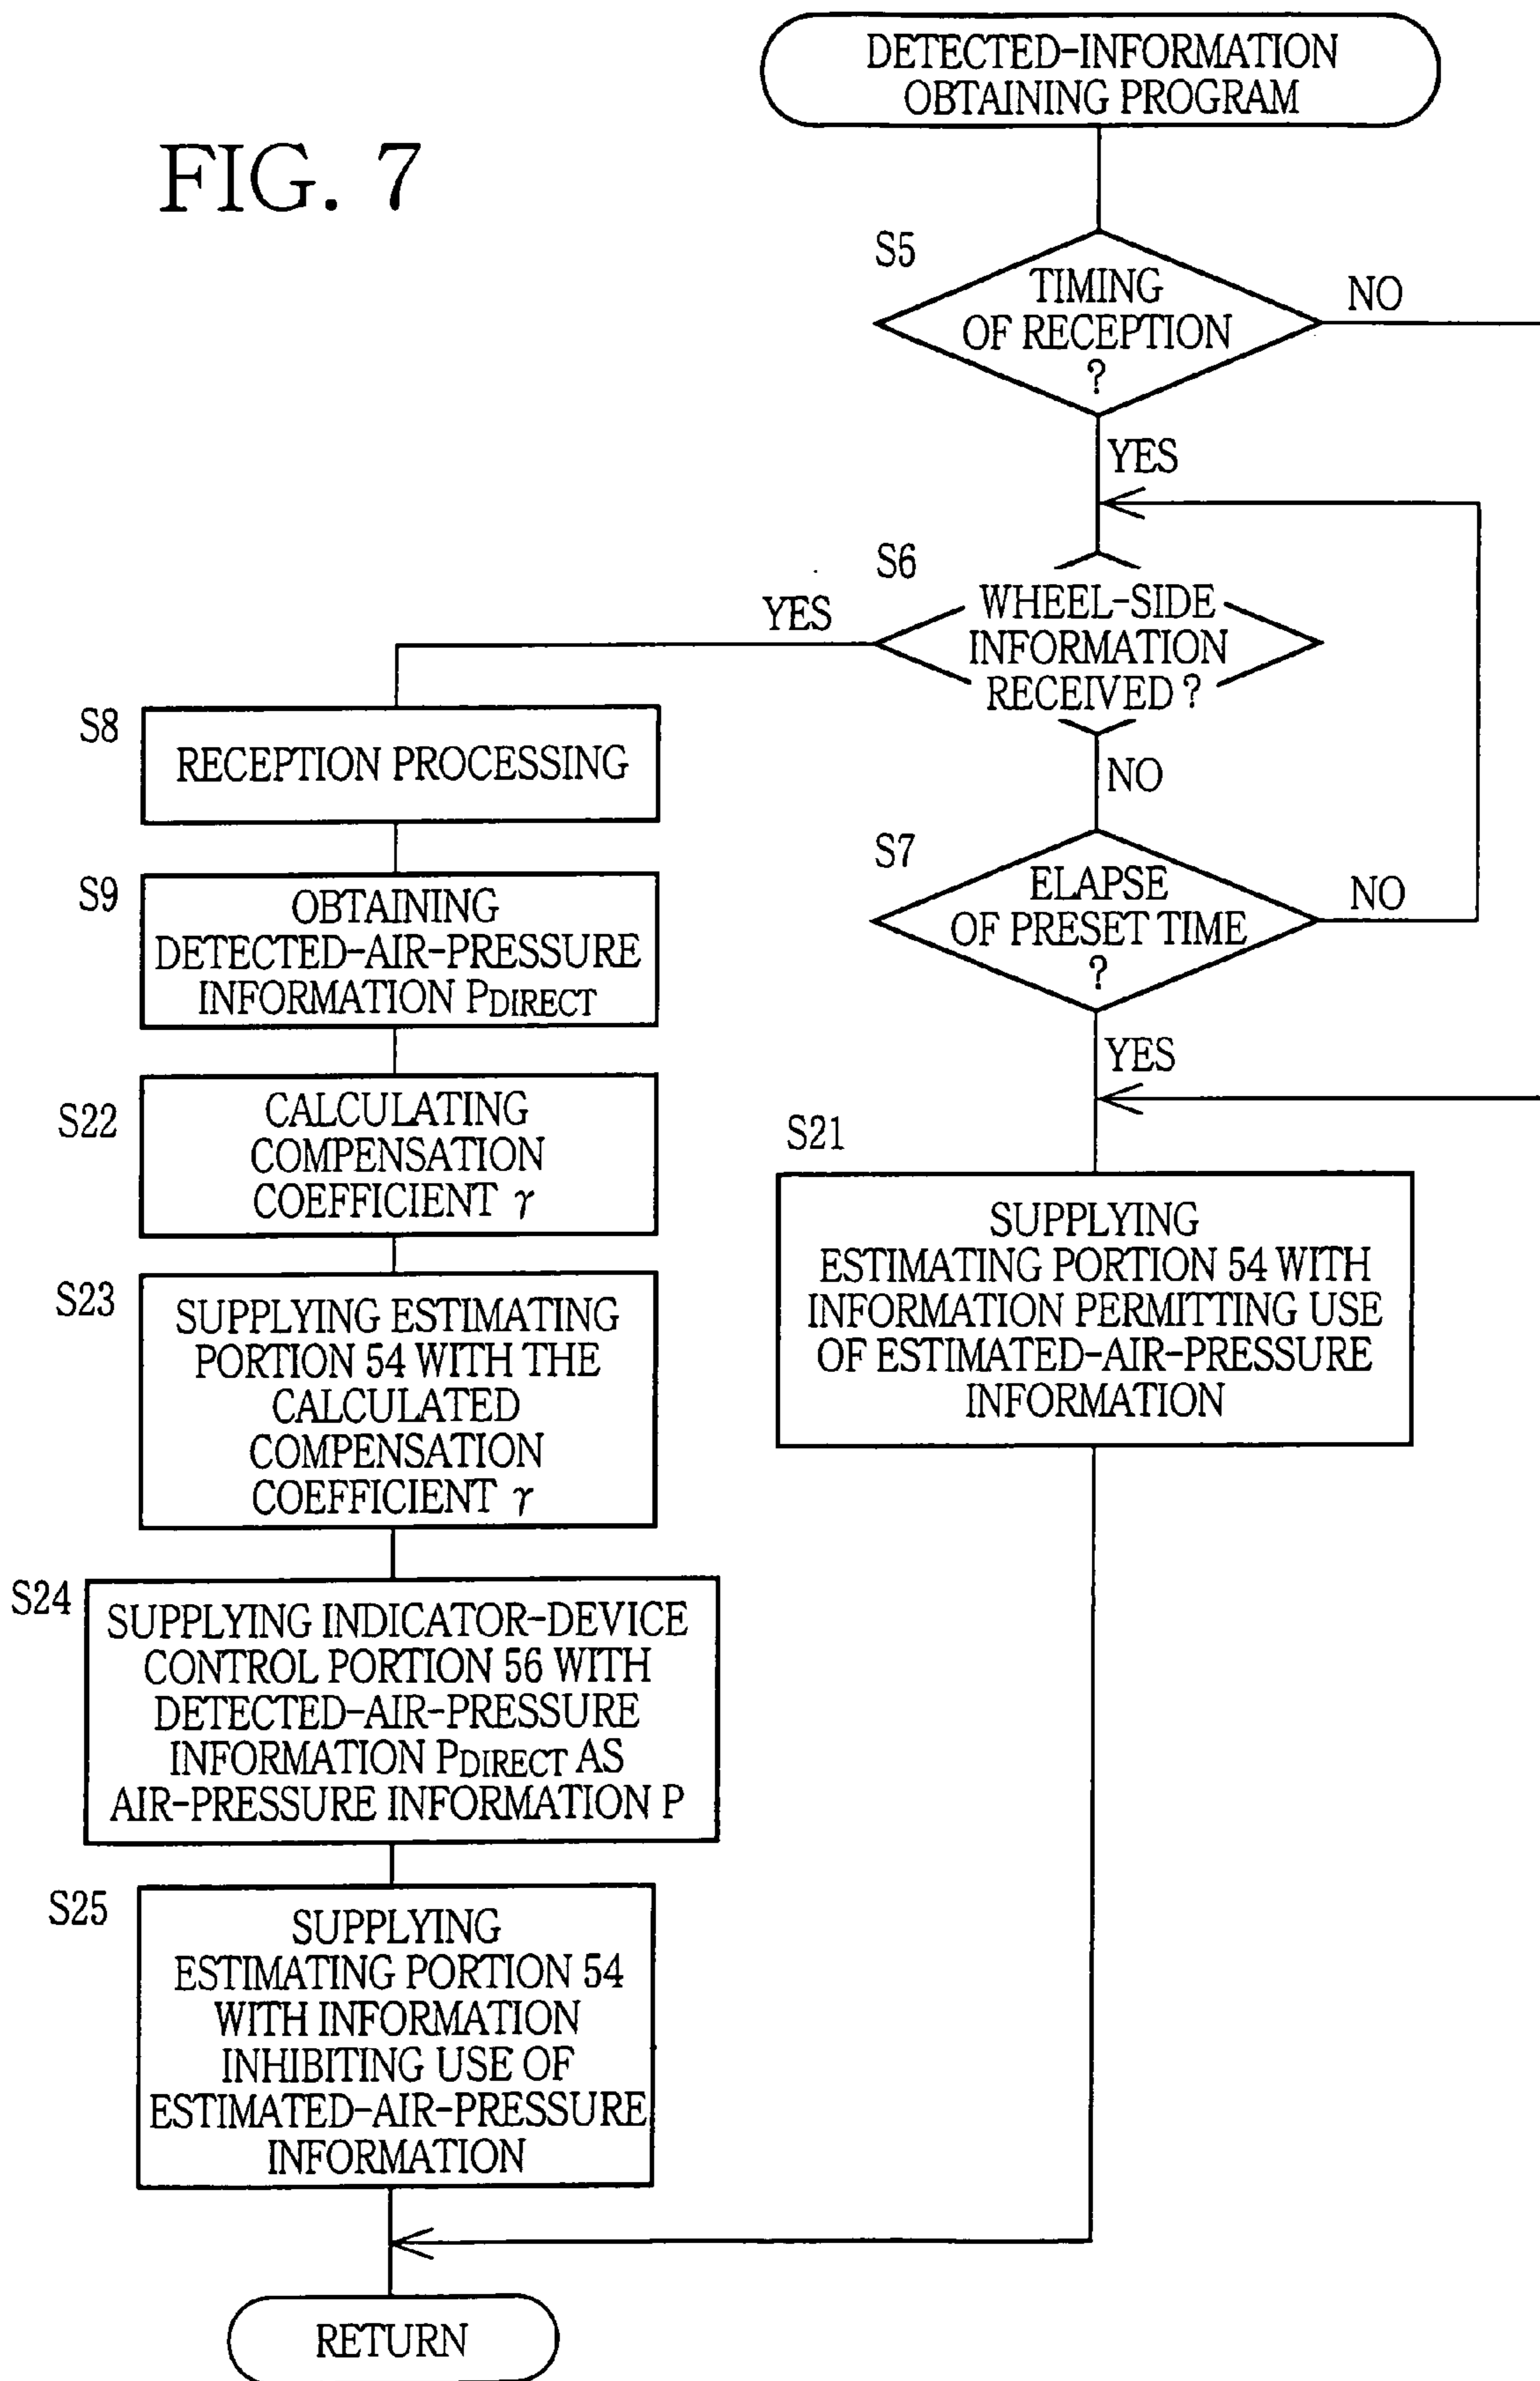 DETECTED-INFORMATION
OBTAINING PROGRAM
FIG. 7
S5
TIMING
OF RECEPTION
?
NO
YES
S6
WHEEL-SIDE
INFORMATION
RECEIVED ?
YES
NO
S7
ELAPSE
OF PRESET TIME
?
NO
YES
S8
RECEPTION PROCESSING
S9
OBTAINING
DETECTED-AIR-PRESSURE
INFORMATION PDIRECT
S22
CALCULATING
COMPENSATION
COEFFICIENT γ
S23
SUPPLYING ESTIMATING
PORTION 54 WITH THE
CALCULATED
COMPENSATION
COEFFICIENT γ
S24
SUPPLYING INDICATOR-DEVICE
CONTROL PORTION 56 WITH
DETECTED-AIR-PRESSURE
INFORMATION PDIRECT AS
AIR-PRESSURE INFORMATION P
S25
SUPPLYING
ESTIMATING PORTION 54
WITH INFORMATION
INHIBITING USE OF
ESTIMATED-AIR-PRESSURE
INFORMATION
S21
SUPPLYING
ESTIMATING PORTION 54 WITH
INFORMATION PERMITTING USE
OF ESTIMATED-AIR-PRESSURE
INFORMATION
RETURN